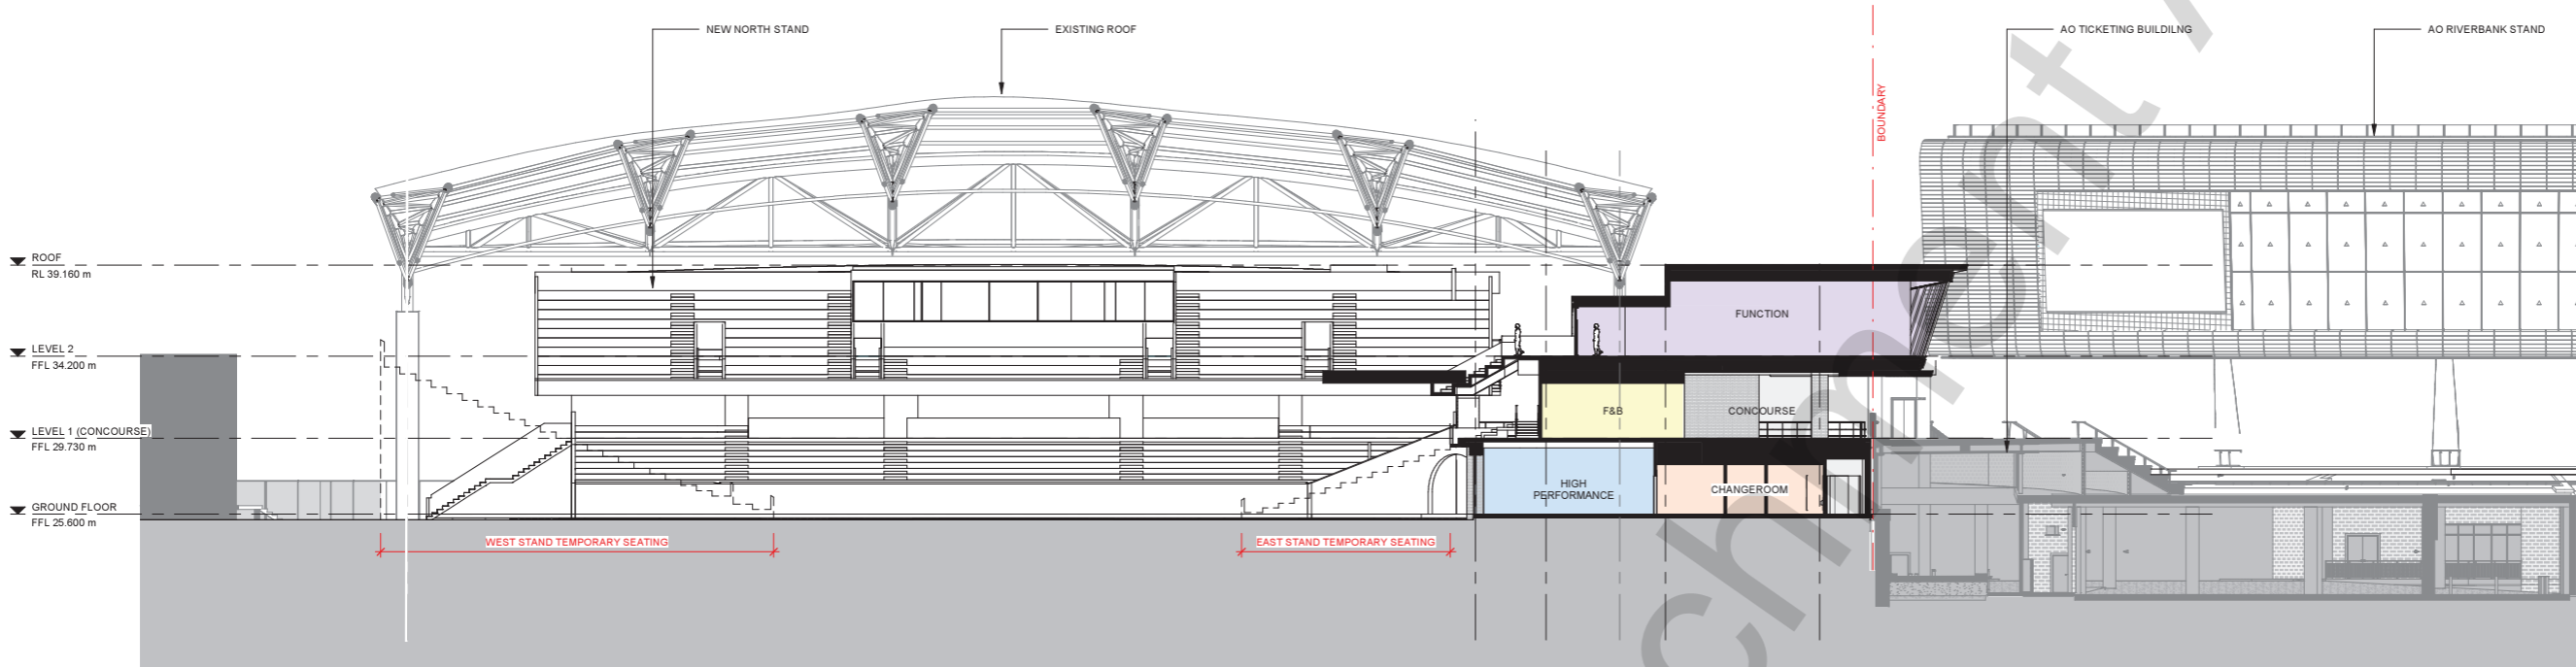 NEW NORTH STAND
EXISTING ROOF
AO TICKETING BUILDILNG
AO RIVERBANK STAND
BOUNDARY
ROOF
RL 39.160 m
FUNCTION
LEVEL 2
FFL 34.200 m
F&B
CONCOURSE
LEVEL 1 (CONCOURSE)
FFL 29.730 m
HIGH
PERFORMANCE
CHANGEROOM
GROUND FLOOR
FFL 25.600 m
WEST STAND TEMPORARY SEATING
EAST STAND TEMPORARY SEATING
chment